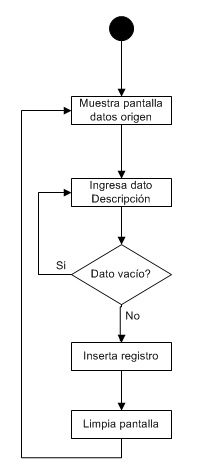 Muestra pantalla
datos origen
Ingresa dato
Descripción
Si
Dato vacío?
No
Inserta registro
Limpia pantalla